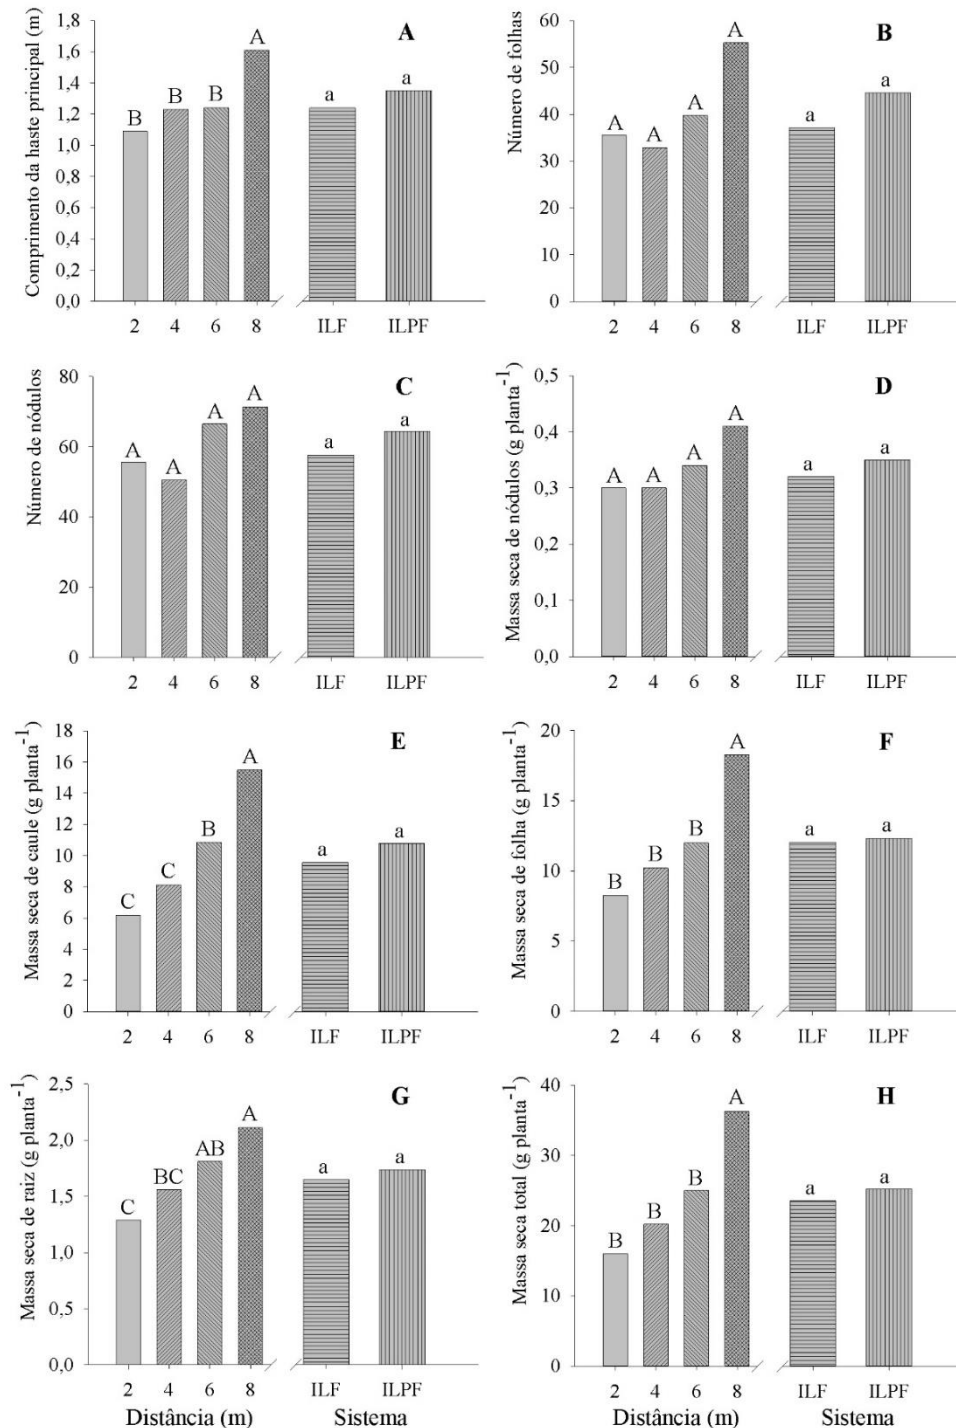 Comprimento da haste principal (m)
1,8
1,6
1,4
1,2
1,0
0,8
0,6
0,4
0,2
0,0
A
B B B A a a
2 4 6 8 ILF ILPF
Número de folhas
60
50
40
30
20
10
0
B
A A A A a a
2 4 6 8 ILF ILPF
Número de nódulos
80
60
40
20
0
C
A A A A a a
2 4 6 8 ILF ILPF
Massa seca de nódulos (g planta⁻¹)
0,5
0,4
0,3
0,2
0,1
0,0
D
A A A A a a
2 4 6 8 ILF ILPF
Massa seca de caule (g planta⁻¹)
18
16
14
12
10
8
6
4
2
0
E
C C B A a a
2 4 6 8 ILF ILPF
Massa seca de folha (g planta⁻¹)
20
15
10
5
0
F
B B B A a a
2 4 6 8 ILF ILPF
Massa seca de raiz (g planta⁻¹)
2,5
2,0
1,5
1,0
0,5
0,0
G
C BC AB A a a
2 4 6 8 ILF ILPF
Distância (m) Sistema
Massa seca total (g planta⁻¹)
40
30
20
10
0
H
B B B A a a
2 4 6 8 ILF ILPF
Distância (m) Sistema